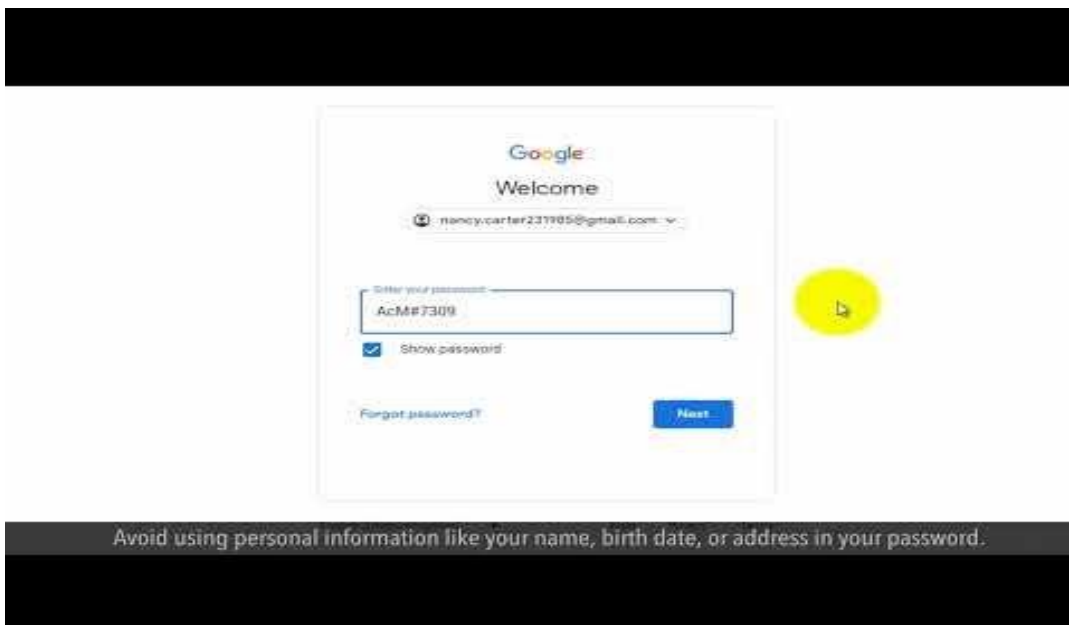 Google
Welcome
nancy.carter231985@gmail.com
Enter your password
AcM#7309
Show password
Forgot password?
Next
Avoid using personal information like your name, birth date, or address in your password.